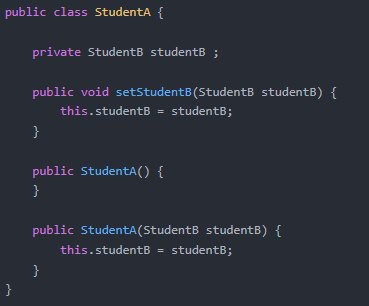 public class StudentA {
private StudentB studentB ;
public void setStudentB(StudentB studentB) {
this.studentB = studentB;
}
public StudentA() {
}
public StudentA(StudentB studentB) {
this.studentB = studentB;
}
}